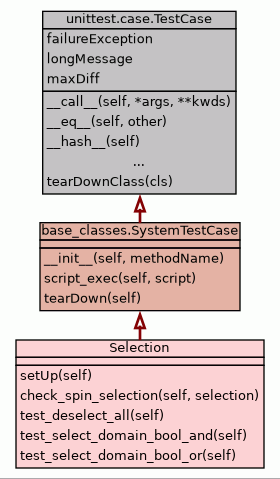 unittest.case.TestCase
failureException
longMessage
maxDiff
__call__(self, *args, **kwds)
__eq__(self, other)
__hash__(self)
...
tearDownClass(cls)
base_classes.SystemTestCase
__init__(self, methodName)
script_exec(self, script)
tearDown(self)
Selection
setUp(self)
check_spin_selection(self, selection)
test_deselect_all(self)
test_select_domain_bool_and(self)
test_select_domain_bool_or(self)